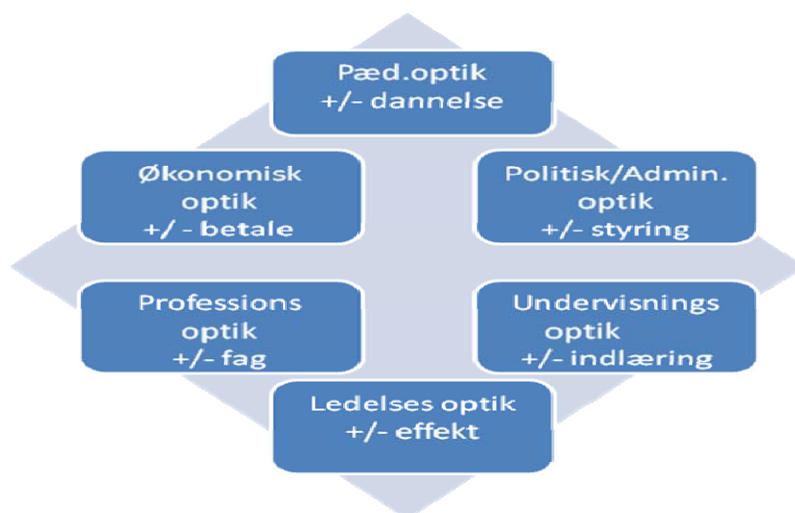 Pæd.optik
+/- dannelse
Økonomisk
optik
+/ - betale
Politisk/Admin.
optik
+/- styring
Professions
optik
+/- fag
Undervisnings
optik
+/- indlæring
Ledelses optik
+/- effekt